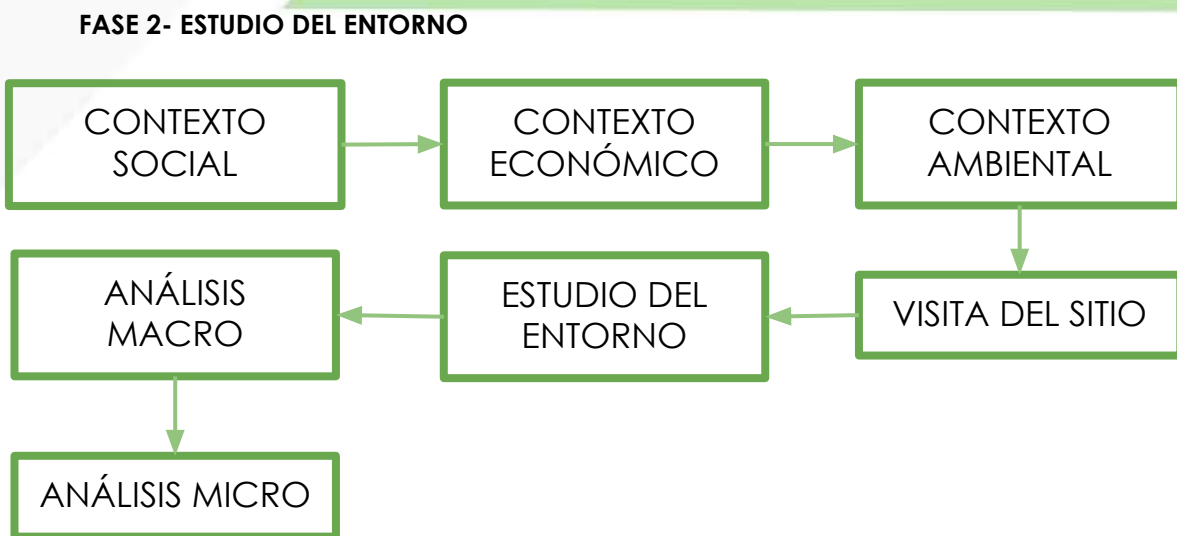 FASE 2- ESTUDIO DEL ENTORNO
CONTEXTO
SOCIAL
CONTEXTO
ECONÓMICO
CONTEXTO
AMBIENTAL
VISITA DEL SITIO
ESTUDIO DEL
ENTORNO
ANÁLISIS
MACRO
ANÁLISIS MICRO